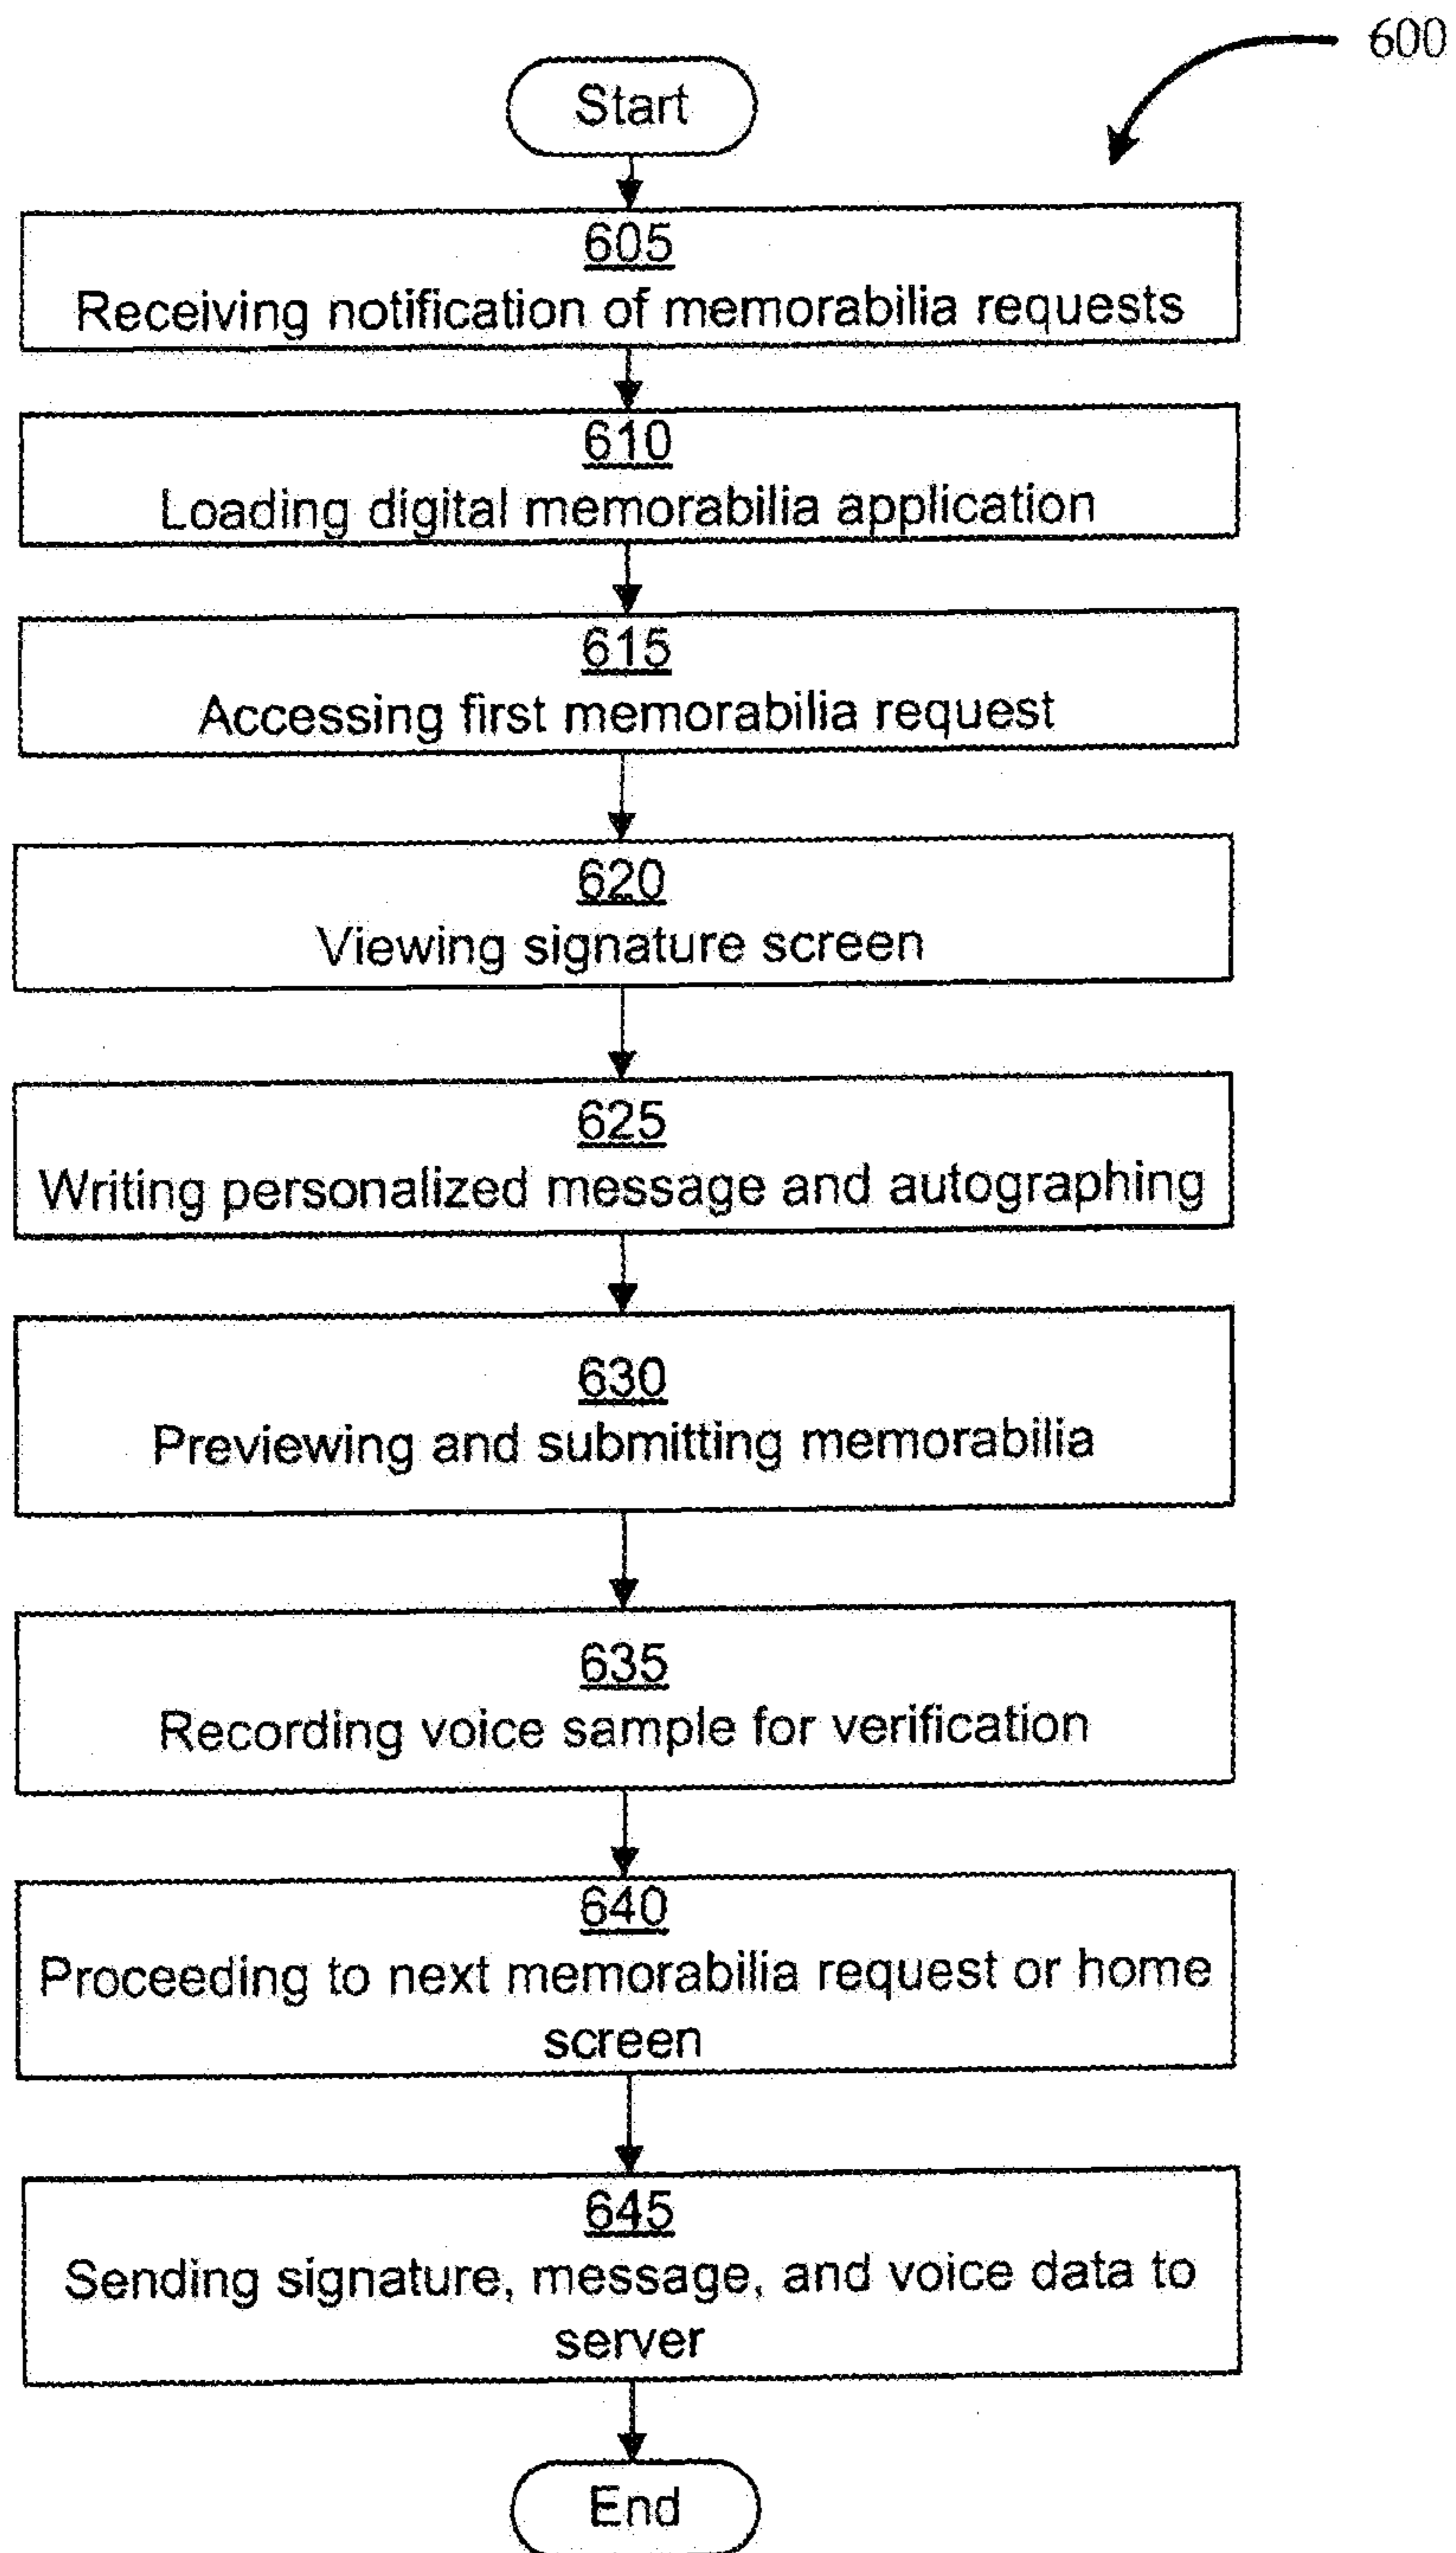 600
Start
605
Receiving notification of memorabilia requests
610
Loading digital memorabilia application
615
Accessing first memorabilia request
620
Viewing signature screen
625
Writing personalized message and autographing
630
Previewing and submitting memorabilia
635
Recording voice sample for verification
640
Proceeding to next memorabilia request or home
screen
645
Sending signature, message, and voice data to
server
End